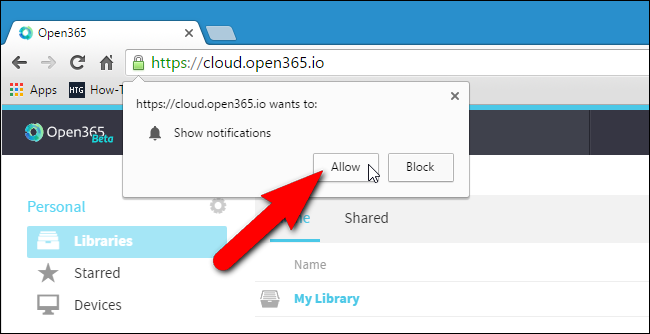 Open365
https://cloud.open365.io
Apps HTG How-T
https://cloud.open365.io wants to:
Show notifications
Allow Block
Open365
Beta
Personal
Libraries
Starred
Devices
Shared
Name
My Library